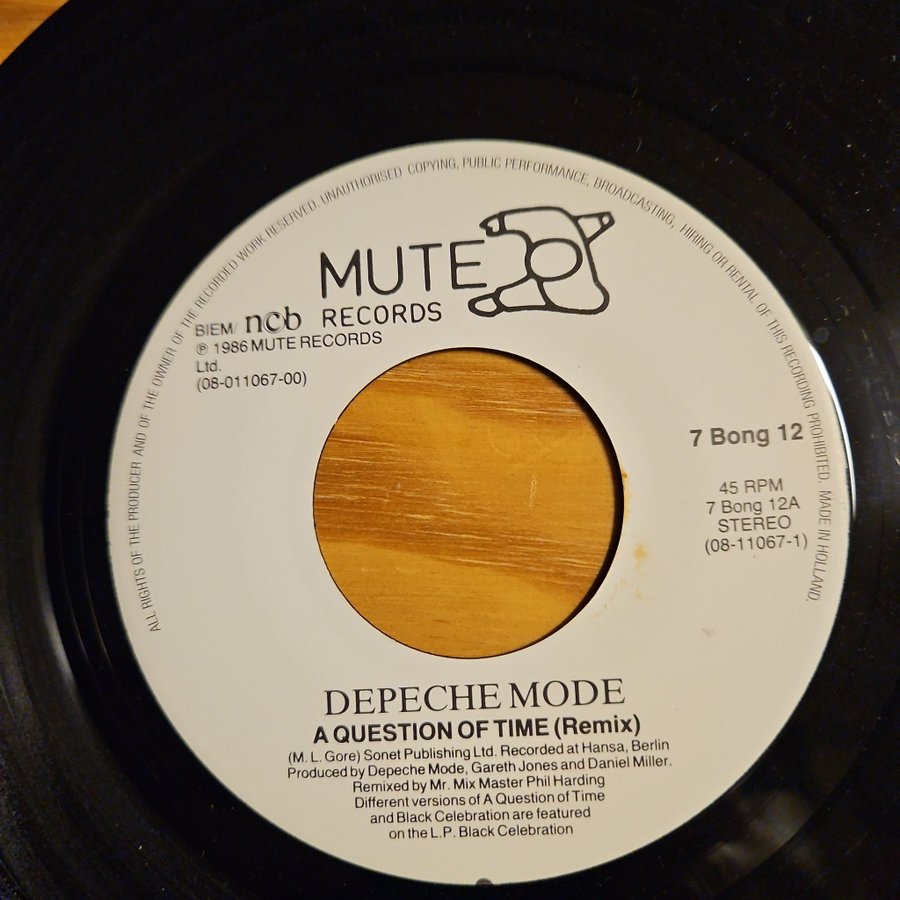 ALL RIGHTS OF THE PRODUCER AND OF THE OWNER OF THE RECORDED WORK RESERVED. UNAUTHORISED COPYING, PUBLIC PERFORMANCE, BROADCASTING, HIRING OR RENTAL OF THIS RECORDING PROHIBITED. MADE IN HOLLAND.
MUTE
RECORDS
BIEM/ ncb
℗ 1986 MUTE RECORDS
Ltd.
(08-011067-00)
7 Bong 12
45 RPM
7 Bong 12A
STEREO
(08-11067-1)
DEPECHE MODE
A QUESTION OF TIME (Remix)
(M. L. Gore) Sonet Publishing Ltd. Recorded at Hansa, Berlin
Produced by Depeche Mode, Gareth Jones and Daniel Miller.
Remixed by Mr. Mix Master Phil Harding
Different versions of A Question of Time
and Black Celebration are featured
on the L.P. Black Celebration